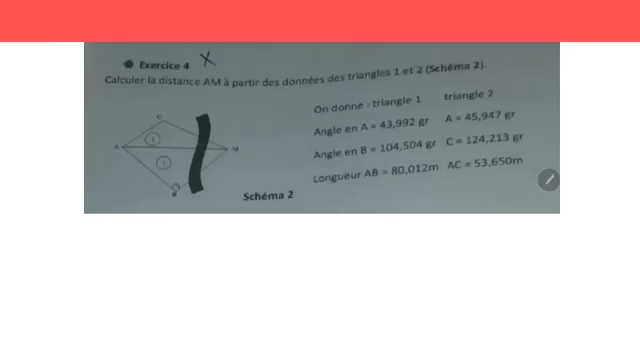 Exercice 4 X
Calculer la distance AM à partir des données des triangles 1 et 2 (Schéma 2).
On donne : triangle 1 triangle 2
Angle en A = 43,992 gr A = 45,947 gr
Angle en B = 104,504 gr C = 124,213 gr
Longueur AB = 80,012m AC = 53,650m
C
2
A
M
1
B
Schéma 2